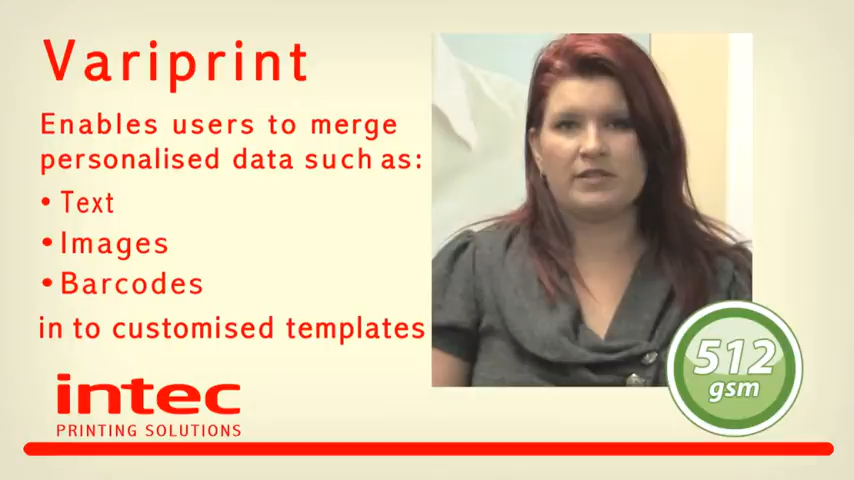 Variprint
Enables users to merge
personalised data such as:
• Text
• Images
• Barcodes
in to customised templates
intec
PRINTING SOLUTIONS
512
gsm